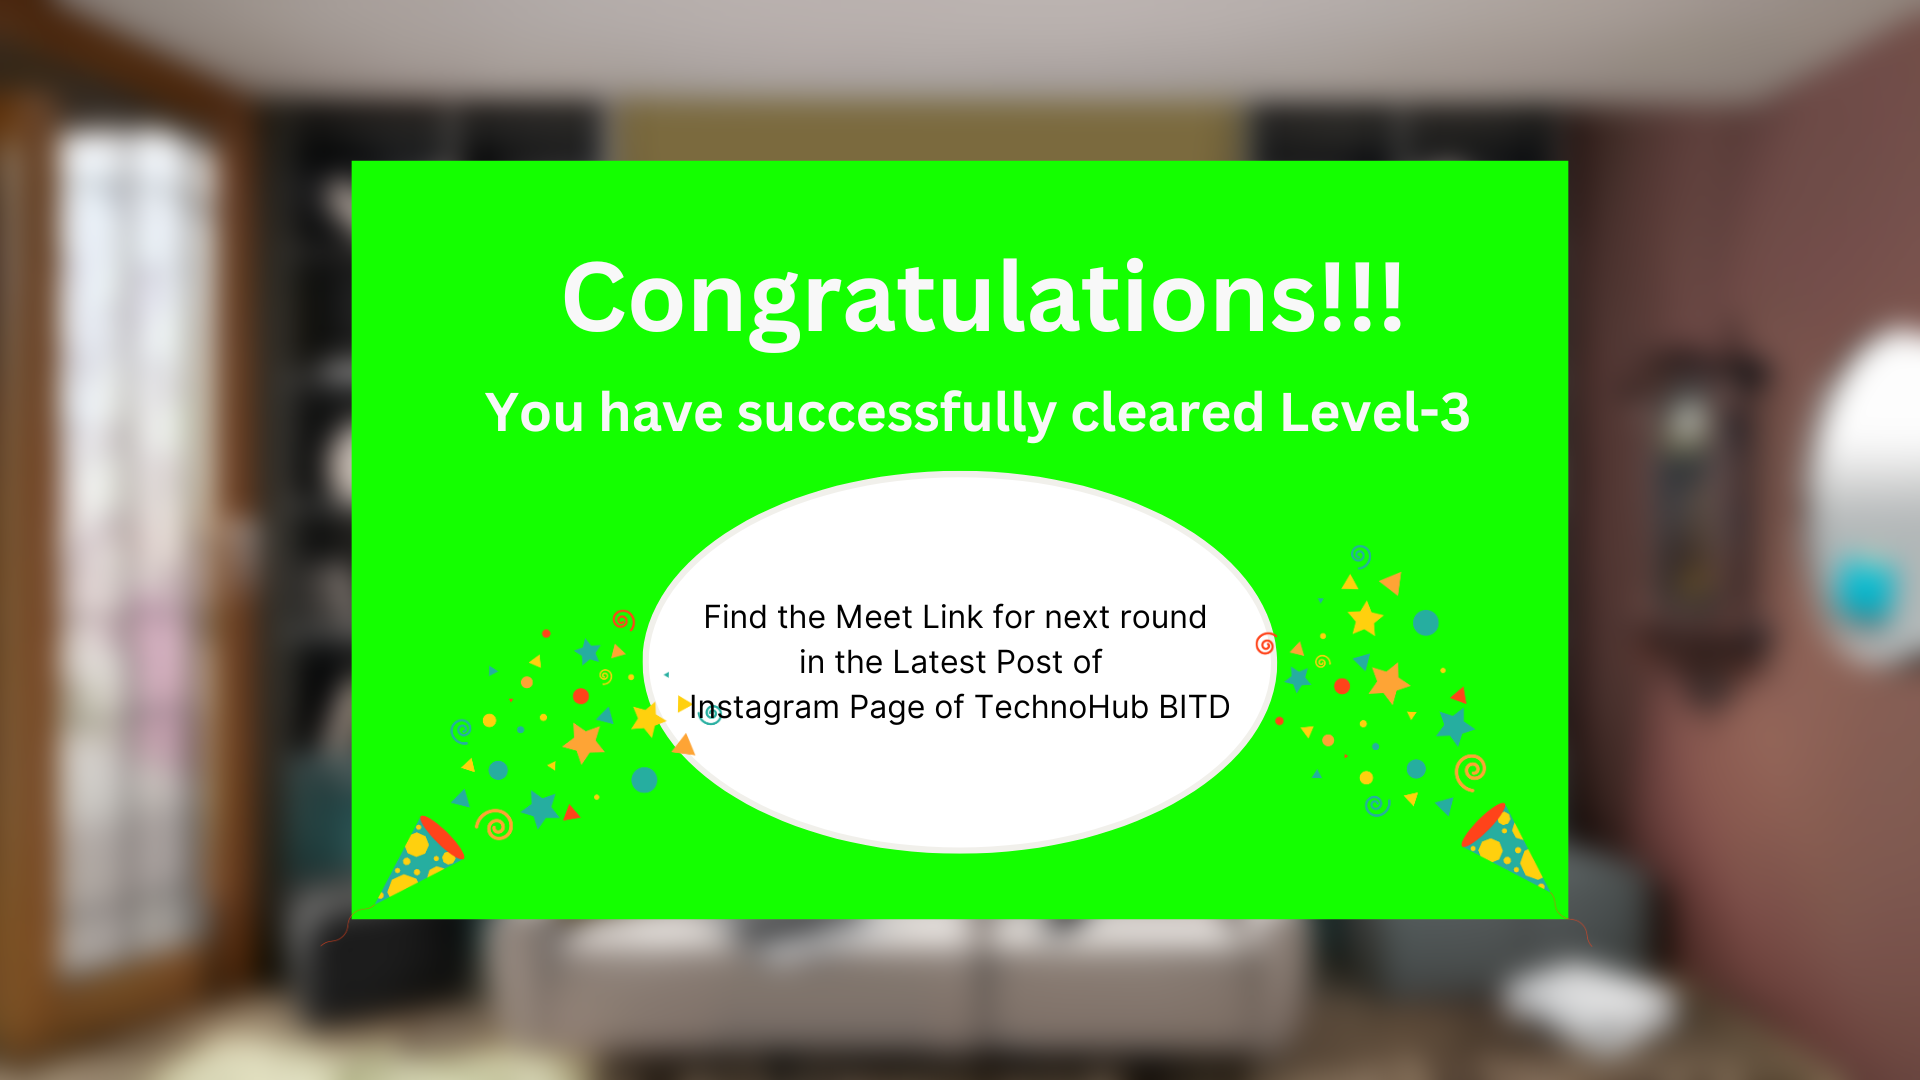 Congratulations!!!
You have successfully cleared Level-3
Find the Meet Link for next round
in the Latest Post of
Instagram Page of TechnoHub BITD